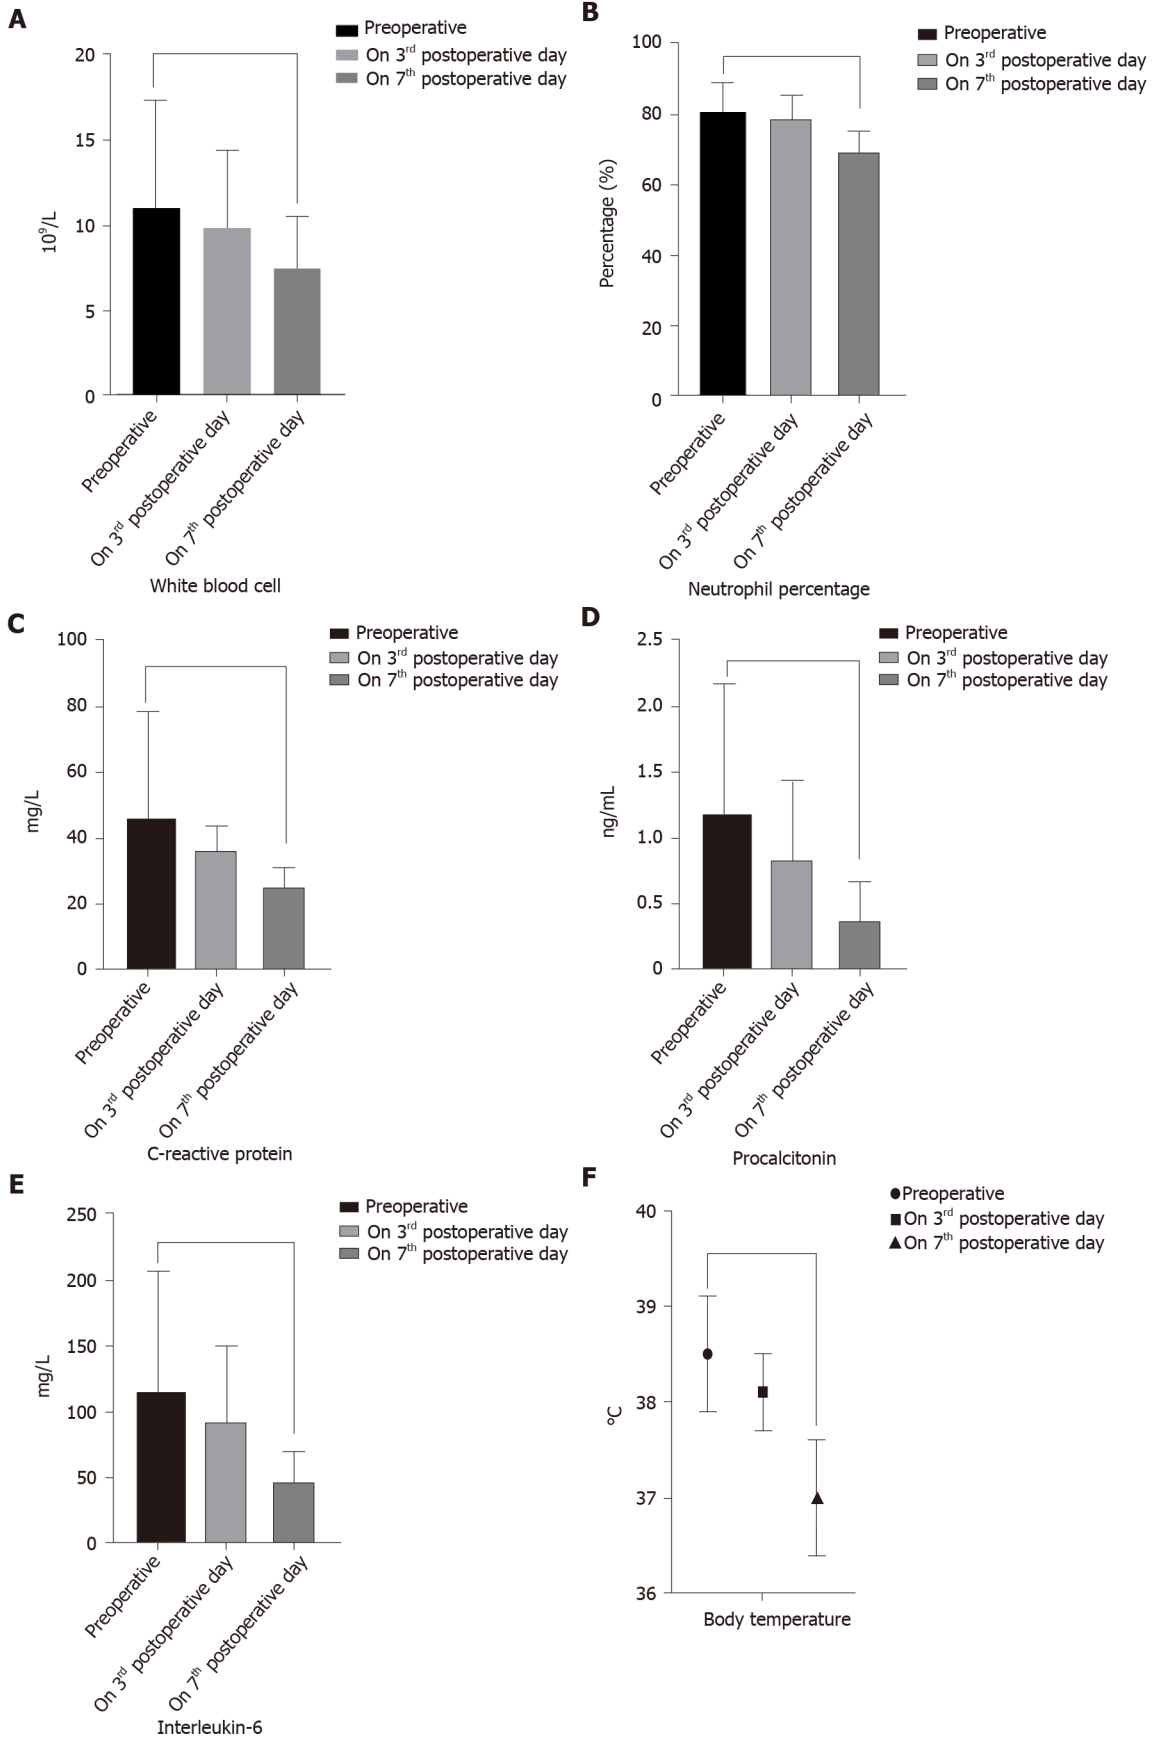 A
Preoperative
On 3rd postoperative day
On 7th postoperative day
20
15
10
5
0
10⁹/L
Preoperative
On 3rd postoperative day
On 7th postoperative day
White blood cell
B
Preoperative
On 3rd postoperative day
On 7th postoperative day
100
80
60
40
20
0
Percentage (%)
Preoperative
On 3rd postoperative day
On 7th postoperative day
Neutrophil percentage
C
Preoperative
On 3rd postoperative day
On 7th postoperative day
100
80
60
40
20
0
mg/L
Preoperative
On 3rd postoperative day
On 7th postoperative day
C-reactive protein
D
Preoperative
On 3rd postoperative day
On 7th postoperative day
2.5
2.0
1.5
1.0
0.5
0
ng/mL
Preoperative
On 3rd postoperative day
On 7th postoperative day
Procalcitonin
E
Preoperative
On 3rd postoperative day
On 7th postoperative day
250
200
150
100
50
0
mg/L
Preoperative
On 3rd postoperative day
On 7th postoperative day
Interleukin-6
F
Preoperative
On 3rd postoperative day
On 7th postoperative day
40
39
38
37
36
°C
Body temperature